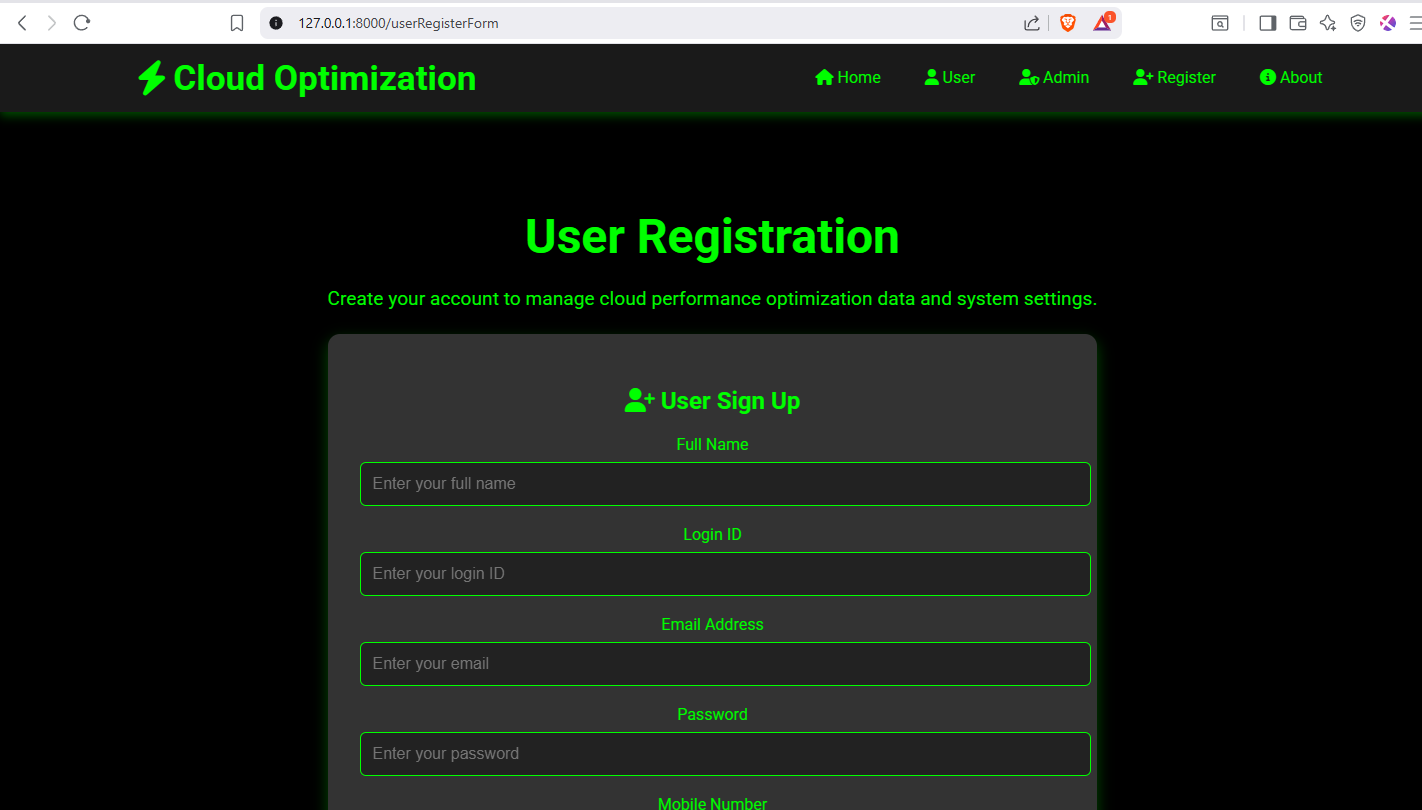 127.0.0.1:8000/userRegisterForm
1
Cloud Optimization
Home User Admin Register About
User Registration
Create your account to manage cloud performance optimization data and system settings.
User Sign Up
Full Name
Enter your full name
Login ID
Enter your login ID
Email Address
Enter your email
Password
Enter your password
Mobile Number